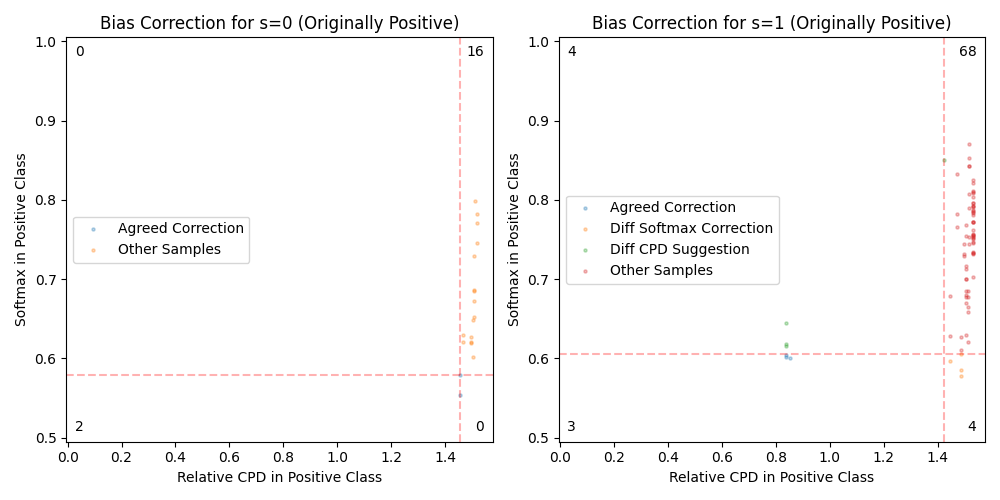 Bias Correction for s=0 (Originally Positive)
0
16
1.0
0.9
0.8
0.7
0.6
0.5
Softmax in Positive Class
Agreed Correction
Other Samples
2
0
0.0 0.2 0.4 0.6 0.8 1.0 1.2 1.4
Relative CPD in Positive Class
Bias Correction for s=1 (Originally Positive)
4
68
1.0
0.9
0.8
0.7
0.6
0.5
Softmax in Positive Class
Agreed Correction
Diff Softmax Correction
Diff CPD Suggestion
Other Samples
3
4
0.0 0.2 0.4 0.6 0.8 1.0 1.2 1.4
Relative CPD in Positive Class